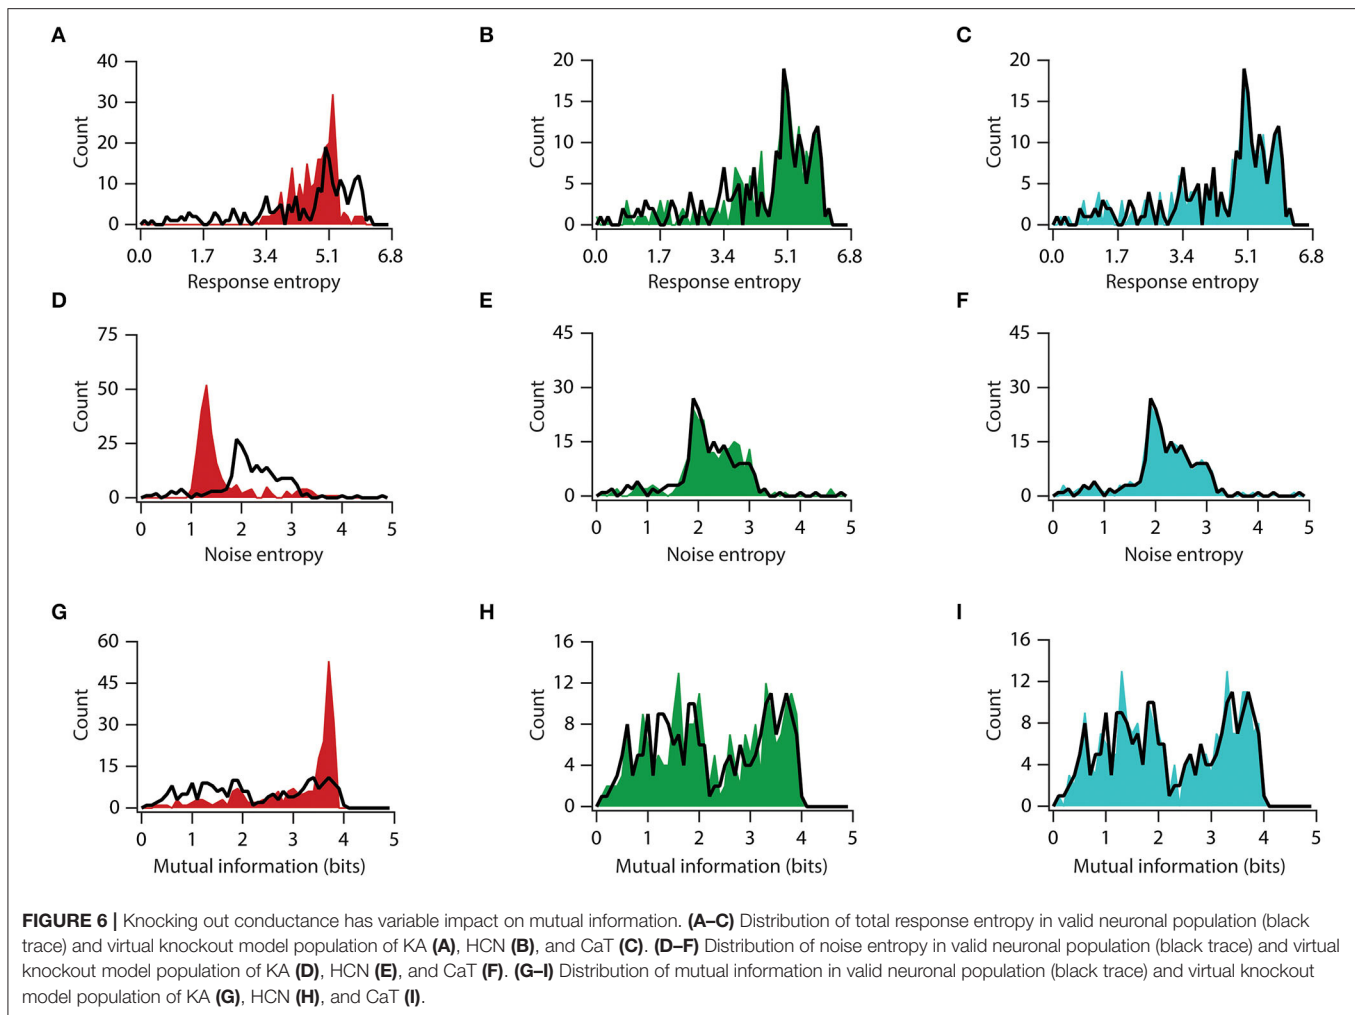 A
B
C
40
30
20
10
0
Count
0.0 1.7 3.4 5.1 6.8
Response entropy
20
15
10
5
0
Count
0.0 1.7 3.4 5.1 6.8
Response entropy
20
15
10
5
0
Count
0.0 1.7 3.4 5.1 6.8
Response entropy
D
E
F
75
50
25
0
Count
0 1 2 3 4 5
Noise entropy
45
30
15
0
Count
0 1 2 3 4 5
Noise entropy
45
30
15
0
Count
0 1 2 3 4 5
Noise entropy
G
H
I
60
45
30
15
0
Count
0 1 2 3 4 5
Mutual information (bits)
16
12
8
4
0
Count
0 1 2 3 4 5
Mutual information (bits)
16
12
8
4
0
Count
0 1 2 3 4 5
Mutual information (bits)
FIGURE 6 | Knocking out conductance has variable impact on mutual information. (A–C) Distribution of total response entropy in valid neuronal population (black
trace) and virtual knockout model population of KA (A), HCN (B), and CaT (C). (D–F) Distribution of noise entropy in valid neuronal population (black trace) and virtual
knockout model population of KA (D), HCN (E), and CaT (F). (G–I) Distribution of mutual information in valid neuronal population (black trace) and virtual knockout
model population of KA (G), HCN (H), and CaT (I).